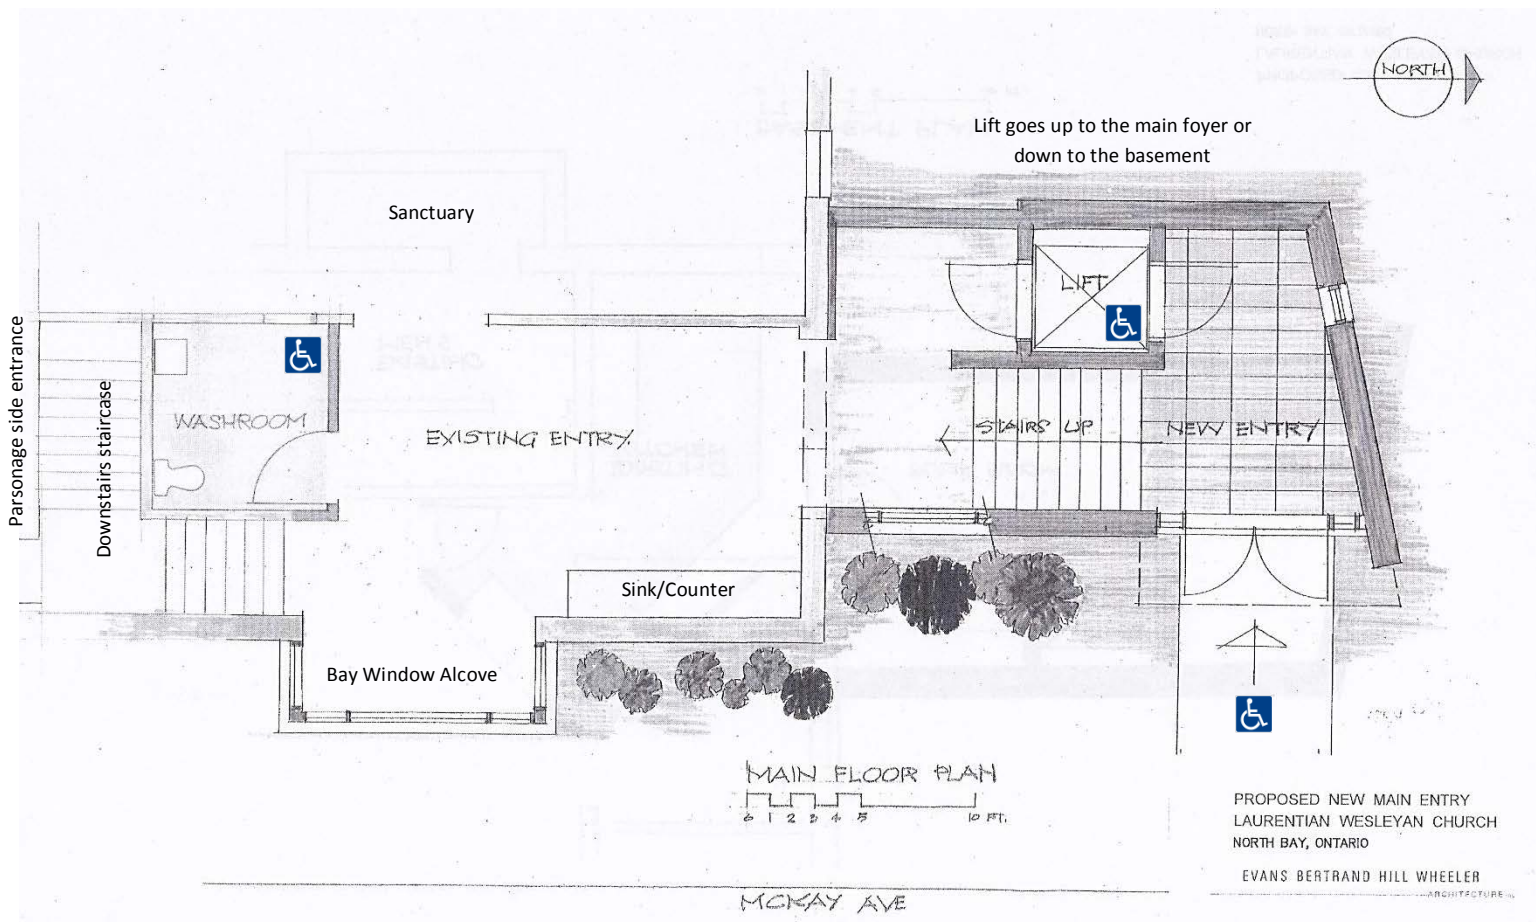 NORTH
Lift goes up to the main foyer or
down to the basement
Sanctuary
LIFT
Parsonage side entrance
Downstairs staircase
WASHROOM
EXISTING ENTRY
STAIRS UP
NEW ENTRY
Sink/Counter
Bay Window Alcove
MAIN FLOOR PLAN
0 1 2 3 4 5 10 FT.
PROPOSED NEW MAIN ENTRY
LAURENTIAN WESLEYAN CHURCH
NORTH BAY, ONTARIO
EVANS BERTRAND HILL WHEELER
ARCHITECTURE
MCKAY AVE